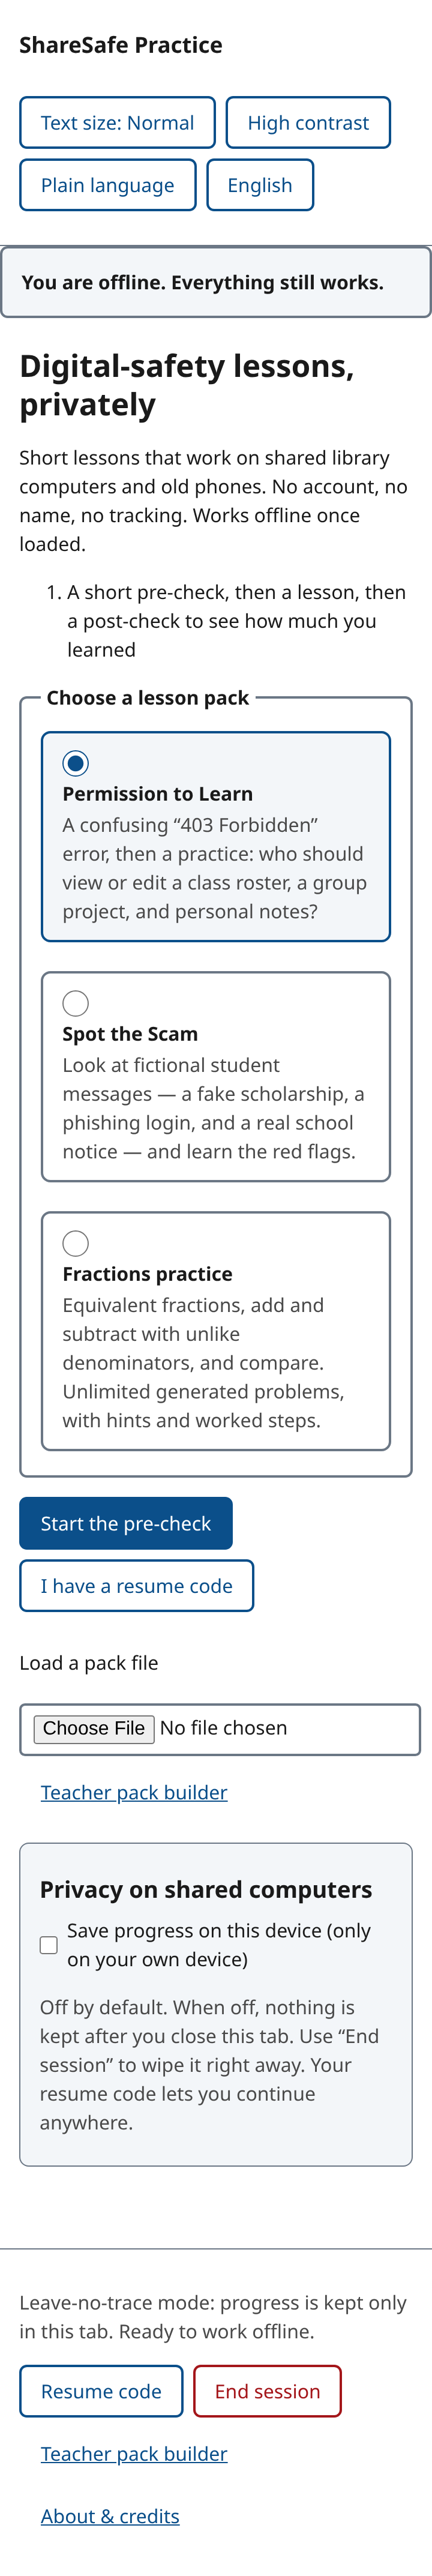 ShareSafe Practice
Text size: Normal
High contrast
Plain language
English
You are offline. Everything still works.
Digital-safety lessons,
privately
Short lessons that work on shared library
computers and old phones. No account, no
name, no tracking. Works offline once
loaded.
1. A short pre-check, then a lesson, then
a post-check to see how much you
learned
Choose a lesson pack
Permission to Learn
A confusing “403 Forbidden”
error, then a practice: who should
view or edit a class roster, a group
project, and personal notes?
Spot the Scam
Look at fictional student
messages — a fake scholarship, a
phishing login, and a real school
notice — and learn the red flags.
Fractions practice
Equivalent fractions, add and
subtract with unlike
denominators, and compare.
Unlimited generated problems,
with hints and worked steps.
Start the pre-check
I have a resume code
Load a pack file
Choose File No file chosen
Teacher pack builder
Privacy on shared computers
Save progress on this device (only
on your own device)
Off by default. When off, nothing is
kept after you close this tab. Use “End
session” to wipe it right away. Your
resume code lets you continue
anywhere.
Leave-no-trace mode: progress is kept only
in this tab. Ready to work offline.
Resume code
End session
Teacher pack builder
About & credits